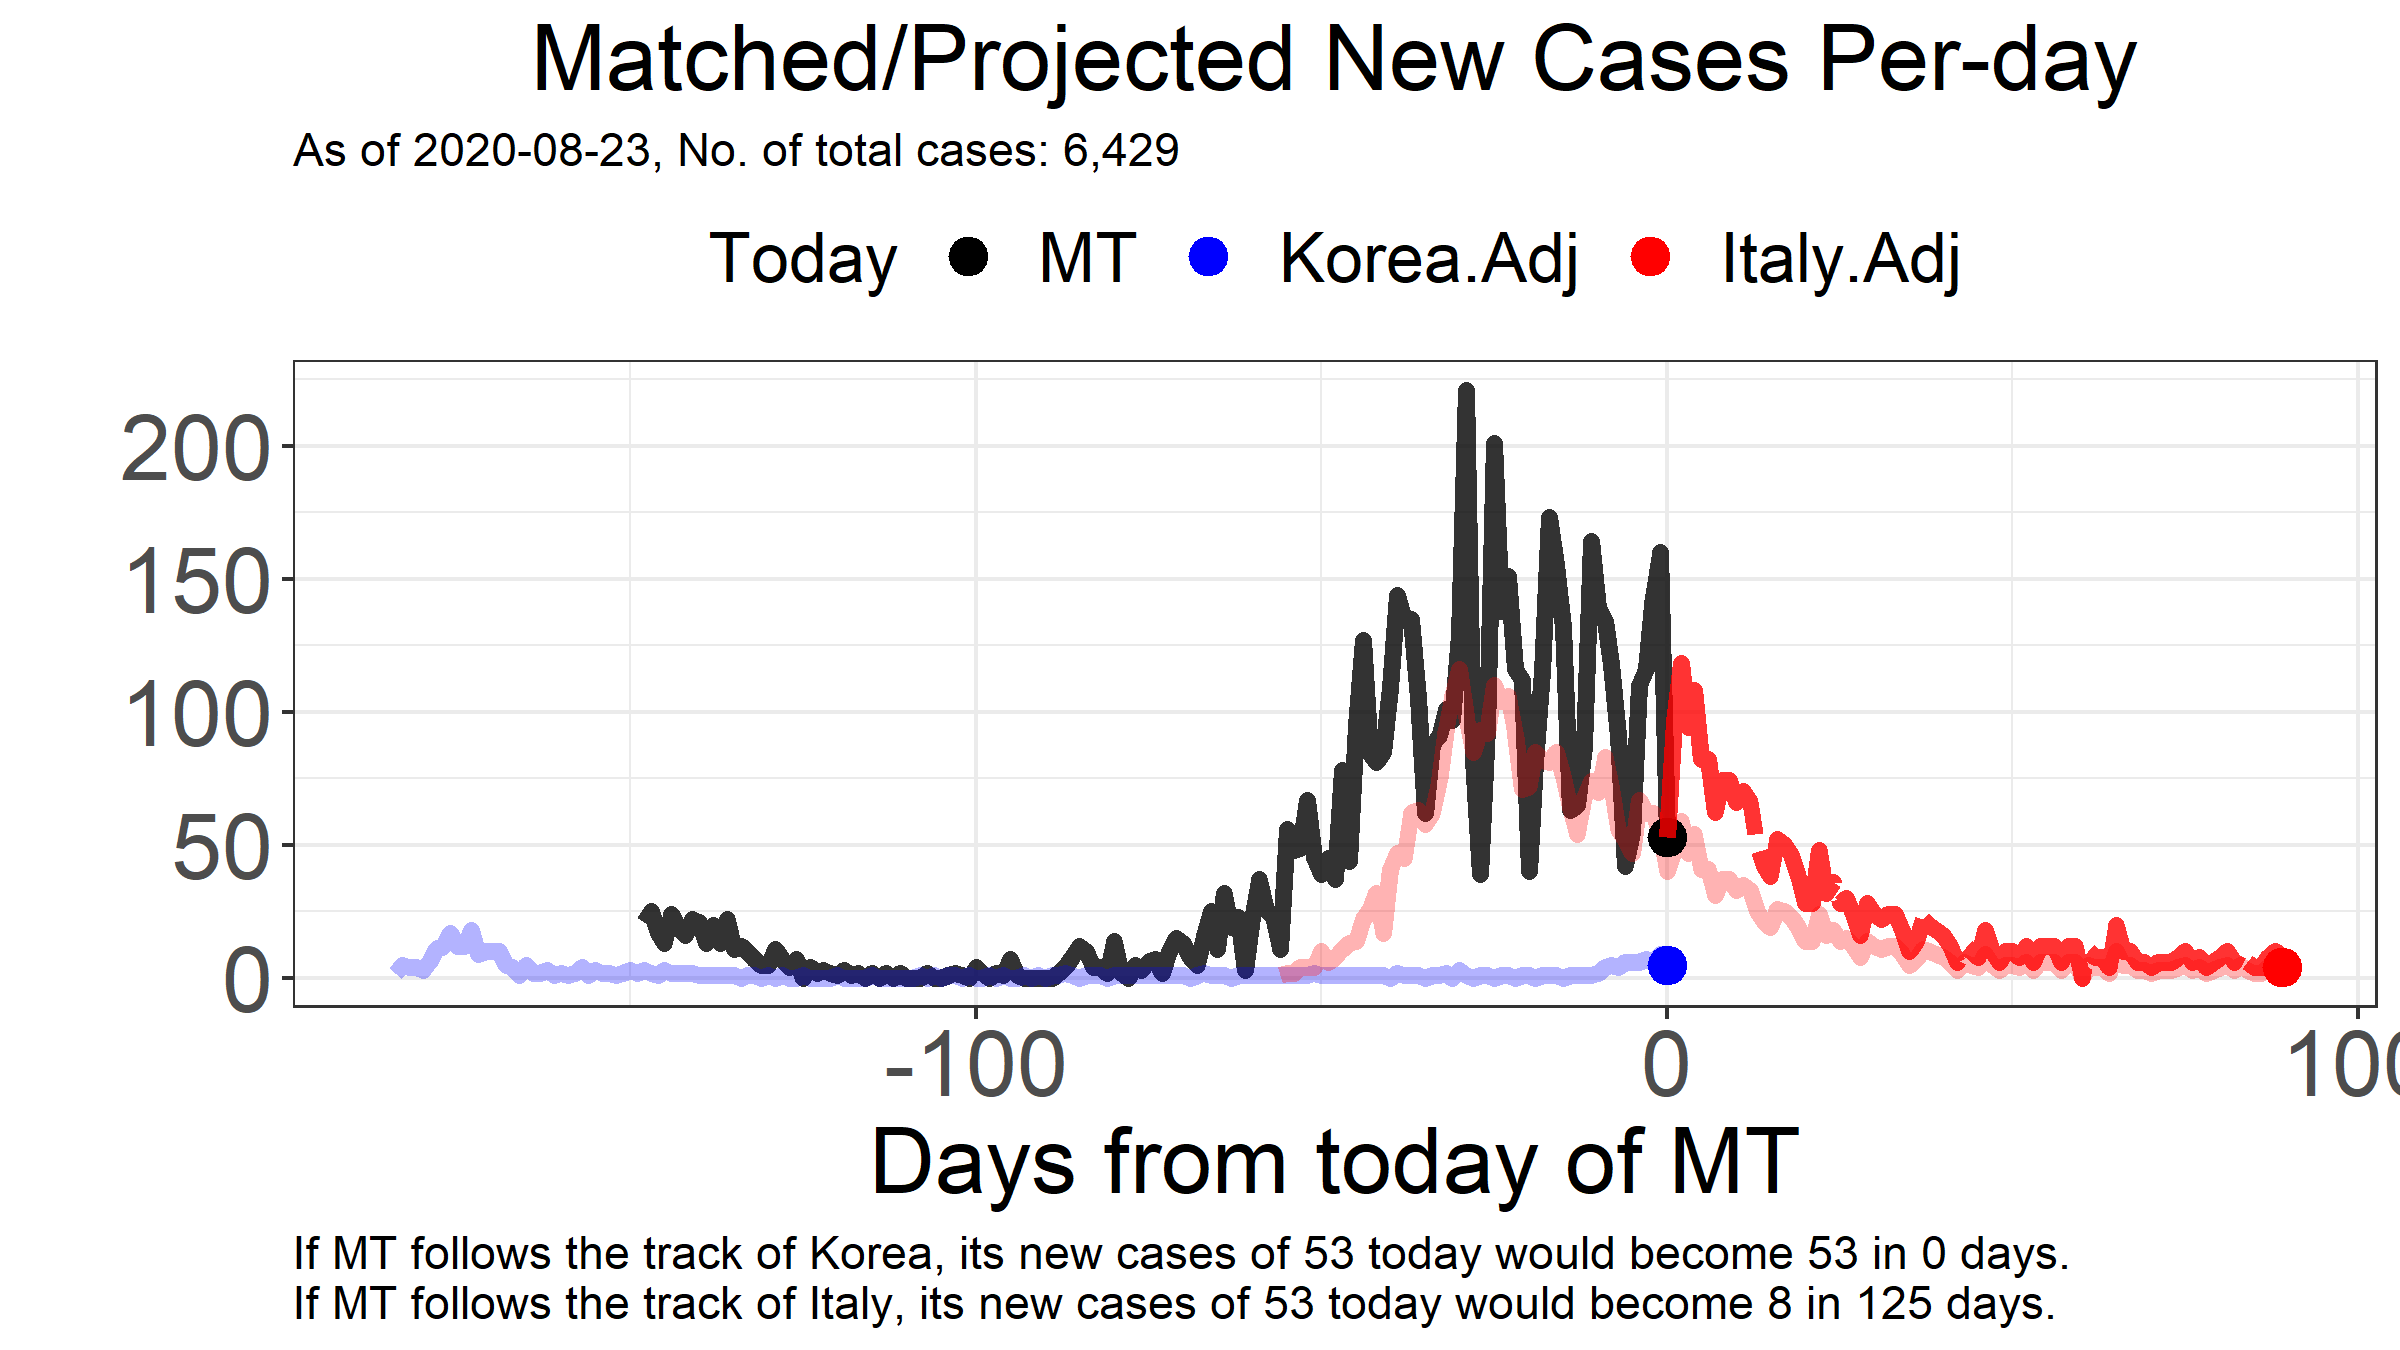 Matched/Projected New Cases Per-day
As of 2020-08-23, No. of total cases: 6,429
Today MT Korea.Adj Italy.Adj
200
150
100
50
0
-100 0 100
Days from today of MT
If MT follows the track of Korea, its new cases of 53 today would become 53 in 0 days.
If MT follows the track of Italy, its new cases of 53 today would become 8 in 125 days.